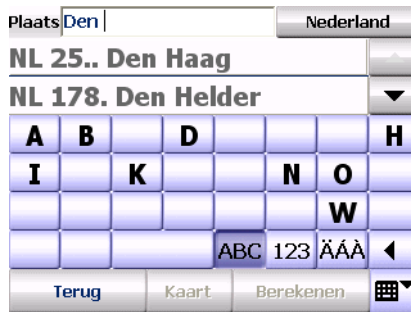 Plaats Den Nederland
NL 25.. Den Haag
NL 178. Den Helder
A B D H
I K N O
W
ABC 123 ÄÁÀ
Terug Kaart Berekenen